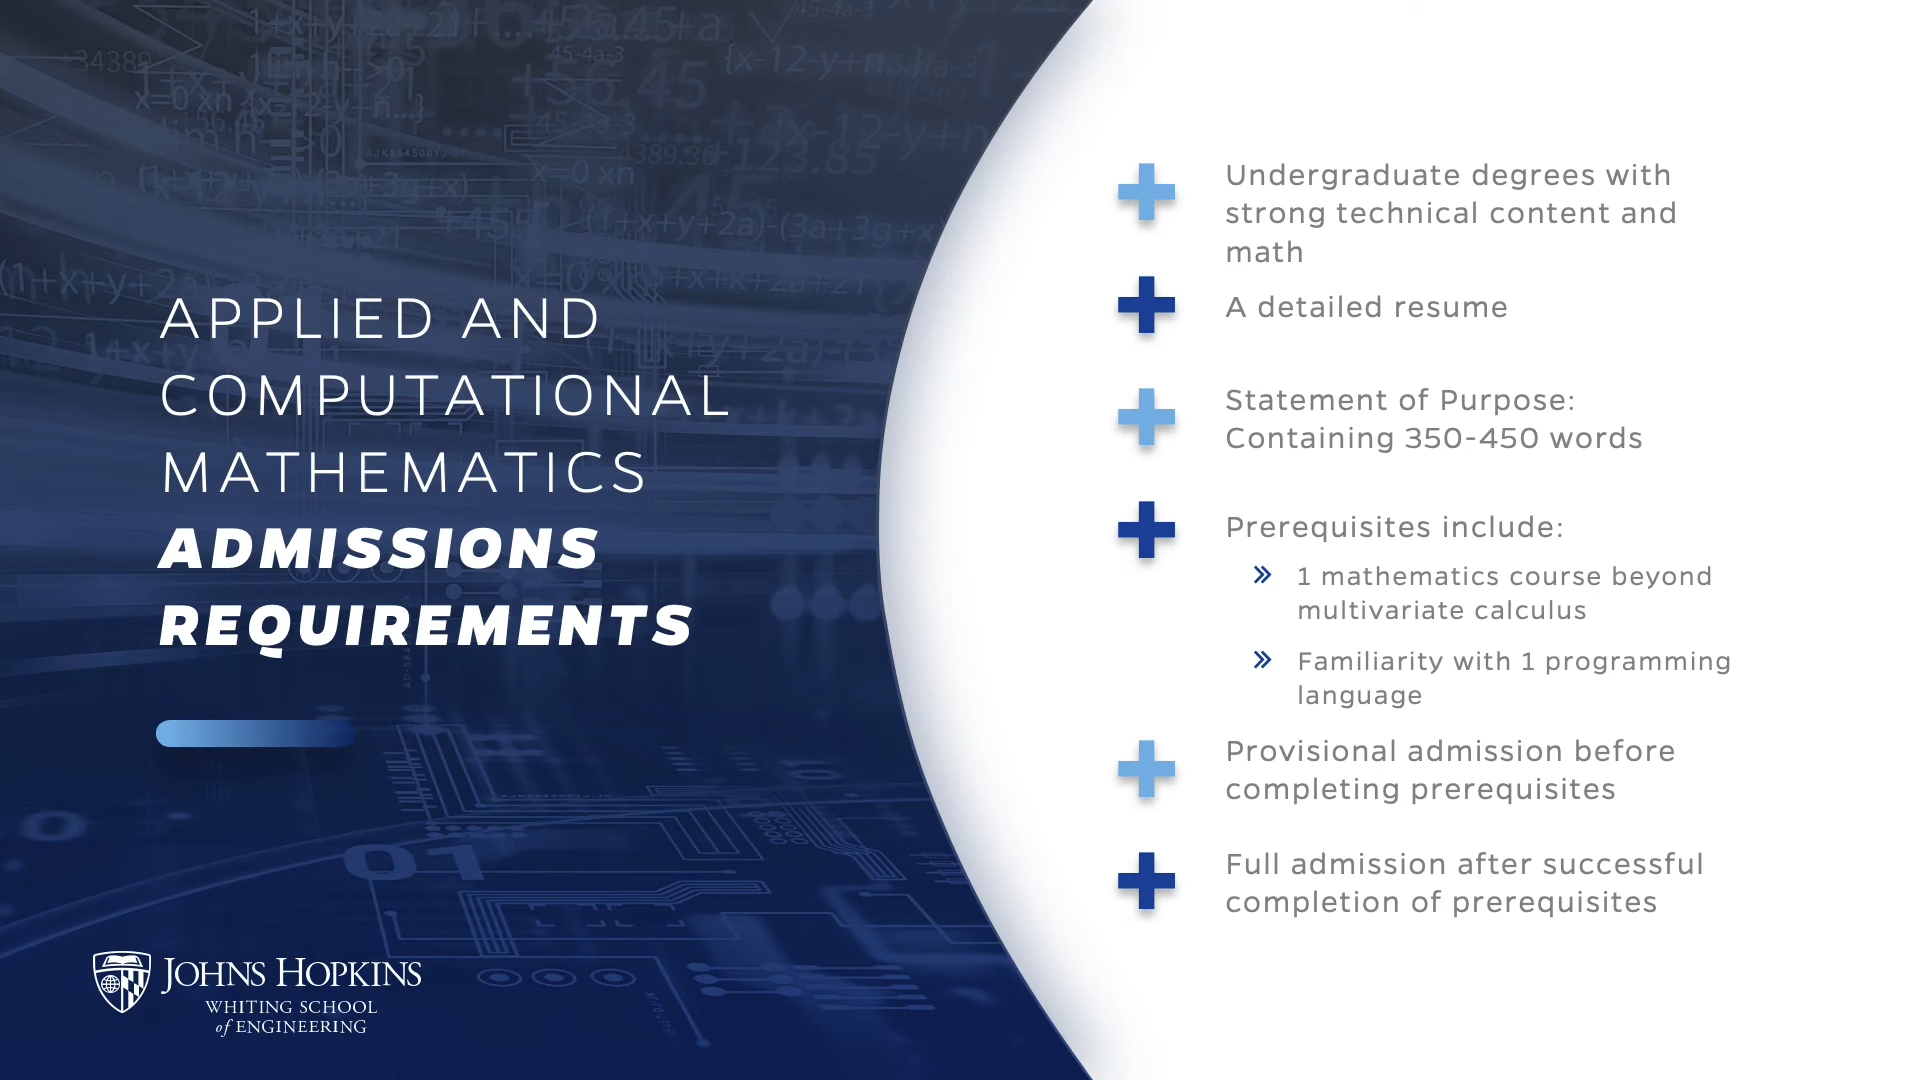 APPLIED AND
COMPUTATIONAL
MATHEMATICS
ADMISSIONS
REQUIREMENTS
JOHNS HOPKINS
WHITING SCHOOL
of ENGINEERING
Undergraduate degrees with
strong technical content and
math
A detailed resume
Statement of Purpose:
Containing 350-450 words
Prerequisites include:
1 mathematics course beyond
multivariate calculus
Familiarity with 1 programming
language
Provisional admission before
completing prerequisites
Full admission after successful
completion of prerequisites